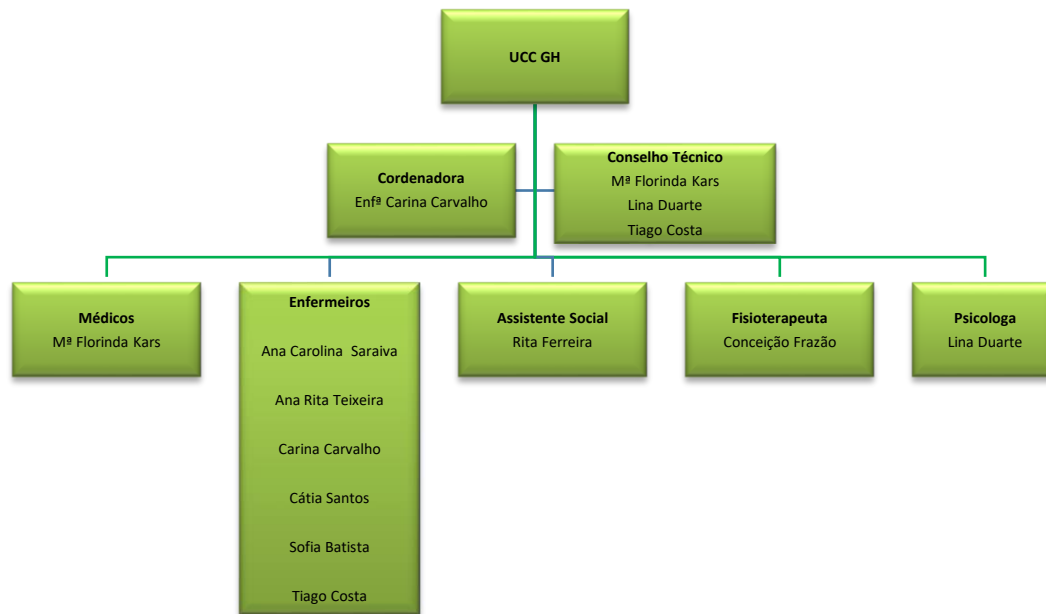 UCC GH
Cordenadora
Enfª Carina Carvalho
Conselho Técnico
Mª Florinda Kars
Lina Duarte
Tiago Costa
Médicos
Mª Florinda Kars
Enfermeiros
Ana Carolina  Saraiva
Ana Rita Teixeira
Carina Carvalho
Cátia Santos
Sofia Batista
Tiago Costa
Assistente Social
Rita Ferreira
Fisioterapeuta
Conceição Frazão
Psicologa
Lina Duarte